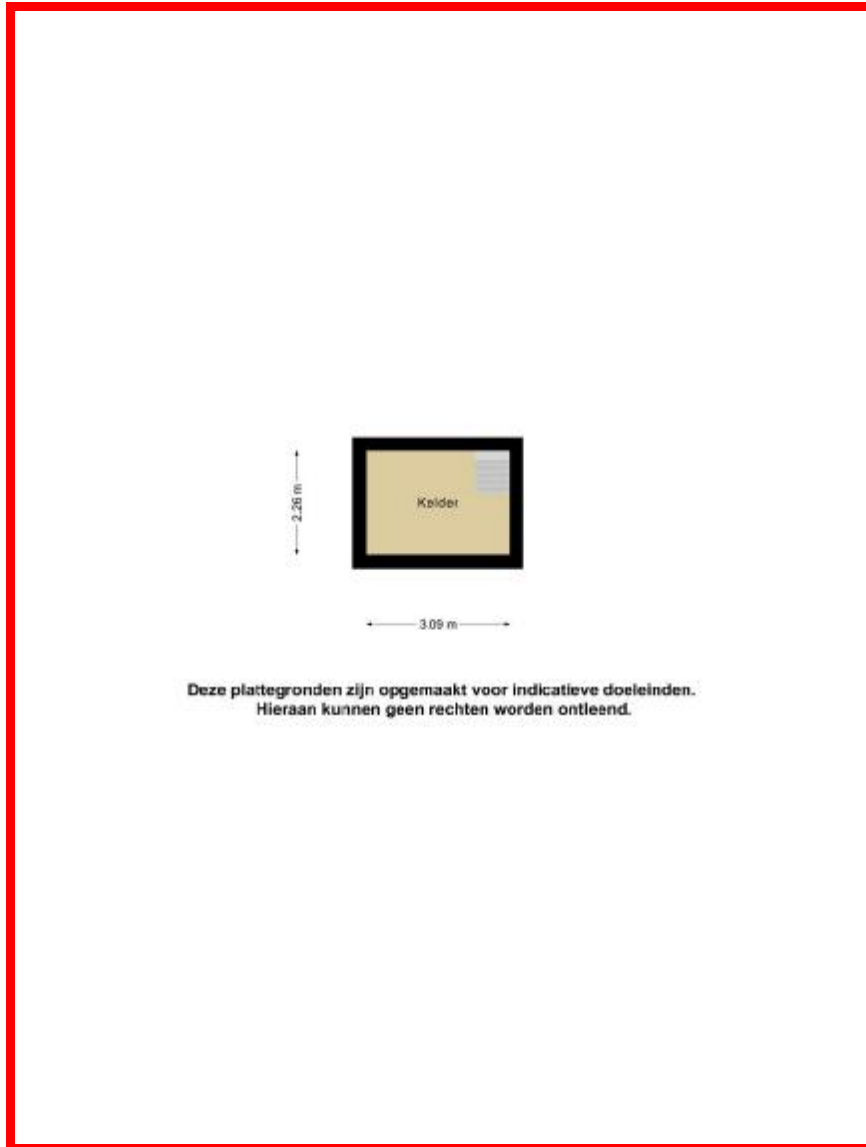 Kelder
2.26 m
3.09 m
Deze plattegronden zijn opgemaakt voor indicatieve doeleinden.
Hieraan kunnen geen rechten worden ontleend.